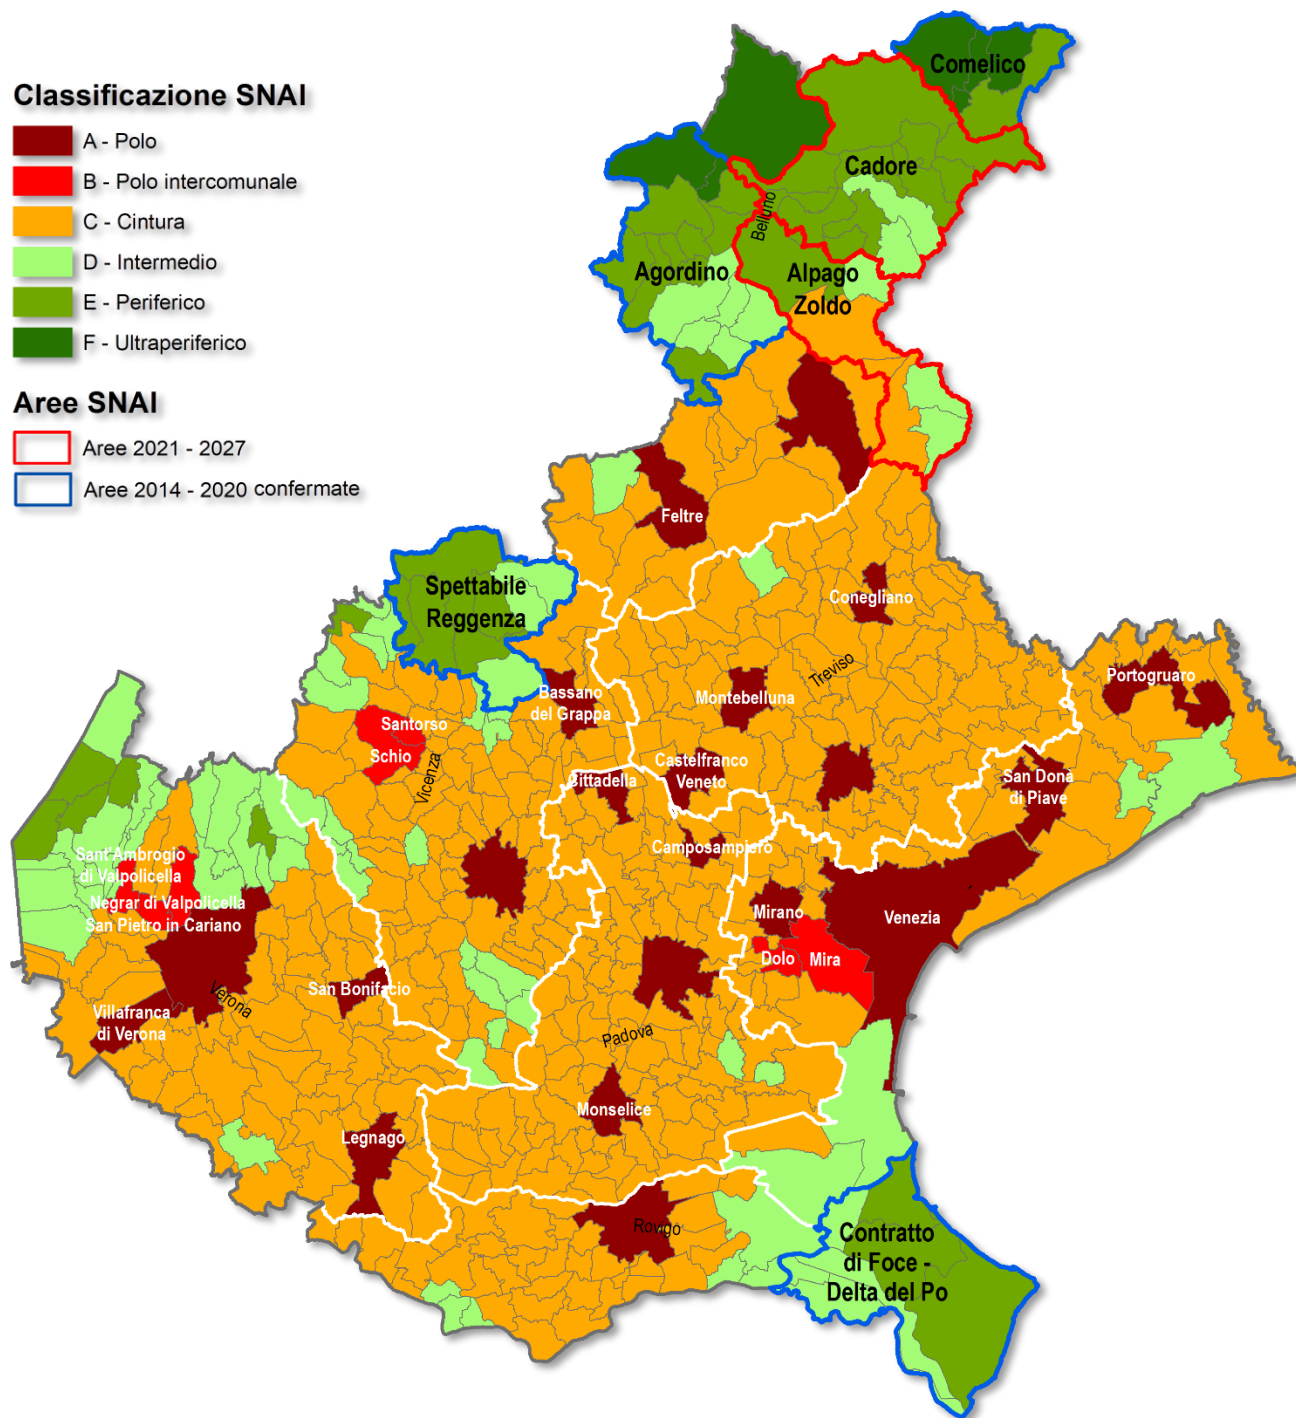 Classificazione SNAI
A - Polo
B - Polo intercomunale
C - Cintura
D - Intermedio
E - Periferico
F - Ultraperiferico
Aree SNAI
Aree 2021 - 2027
Aree 2014 - 2020 confermate
Comelico
Cadore
Belluno
Agordino
Alpago
Zoldo
Feltre
Spettabile
Reggenza
Conegliano
Treviso
Portogruaro
Bassano
del Grappa
Montebelluna
Santorso
Schio
Vicenza
Castelfranco
Veneto
Cittadella
San Donà
di Piave
Camposampiero
Sant'Ambrogio
di Valpolicella
Negrar di Valpolicella
San Pietro in Cariano
Mirano
Venezia
Dolo
Mira
San Bonifacio
Verona
Villafranca
di Verona
Padova
Monselice
Legnago
Rovigo
Contratto
di Foce -
Delta del Po